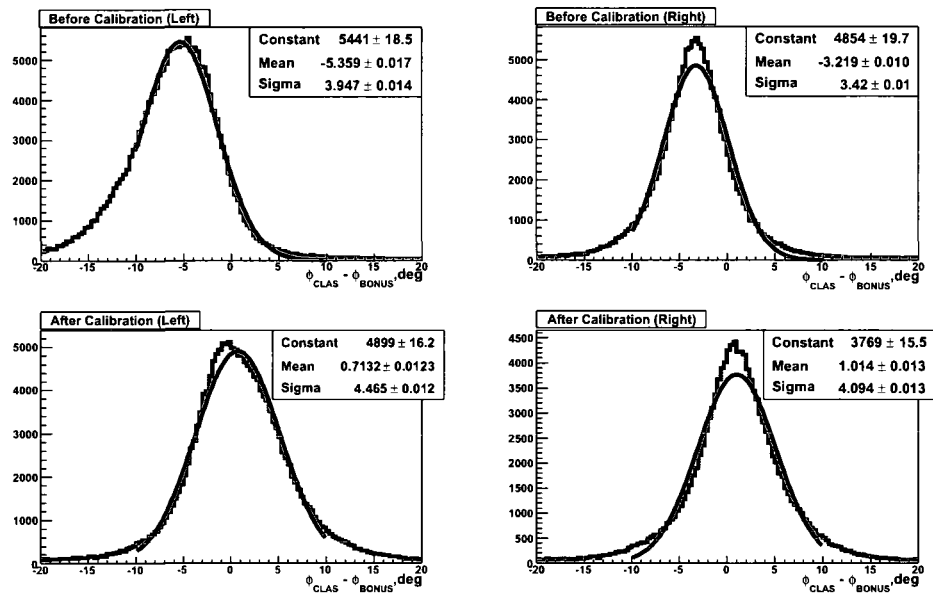 Before Calibration (Left)
Constant 5441 ± 18.5
Mean -5.359 ± 0.017
Sigma 3.947 ± 0.014
5000
4000
3000
2000
1000
0
-20 -15 -10 -5 0 5 10 15 20
ϕCLAS - ϕBONUS,deg
Before Calibration (Right)
Constant 4854 ± 19.7
Mean -3.219 ± 0.010
Sigma 3.42 ± 0.01
5000
4000
3000
2000
1000
0
-20 -15 -10 -5 0 5 10 15 20
ϕCLAS - ϕBONUS,deg
After Calibration (Left)
Constant 4899 ± 16.2
Mean 0.7132 ± 0.0123
Sigma 4.465 ± 0.012
5000
4000
3000
2000
1000
0
-20 -15 -10 -5 0 5 10 15 20
ϕCLAS - ϕBONUS,deg
After Calibration (Right)
Constant 3769 ± 15.5
Mean 1.014 ± 0.013
Sigma 4.094 ± 0.013
4500
4000
3500
3000
2500
2000
1500
1000
500
0
-20 -15 -10 -5 0 5 10 15 20
ϕCLAS - ϕBONUS,deg